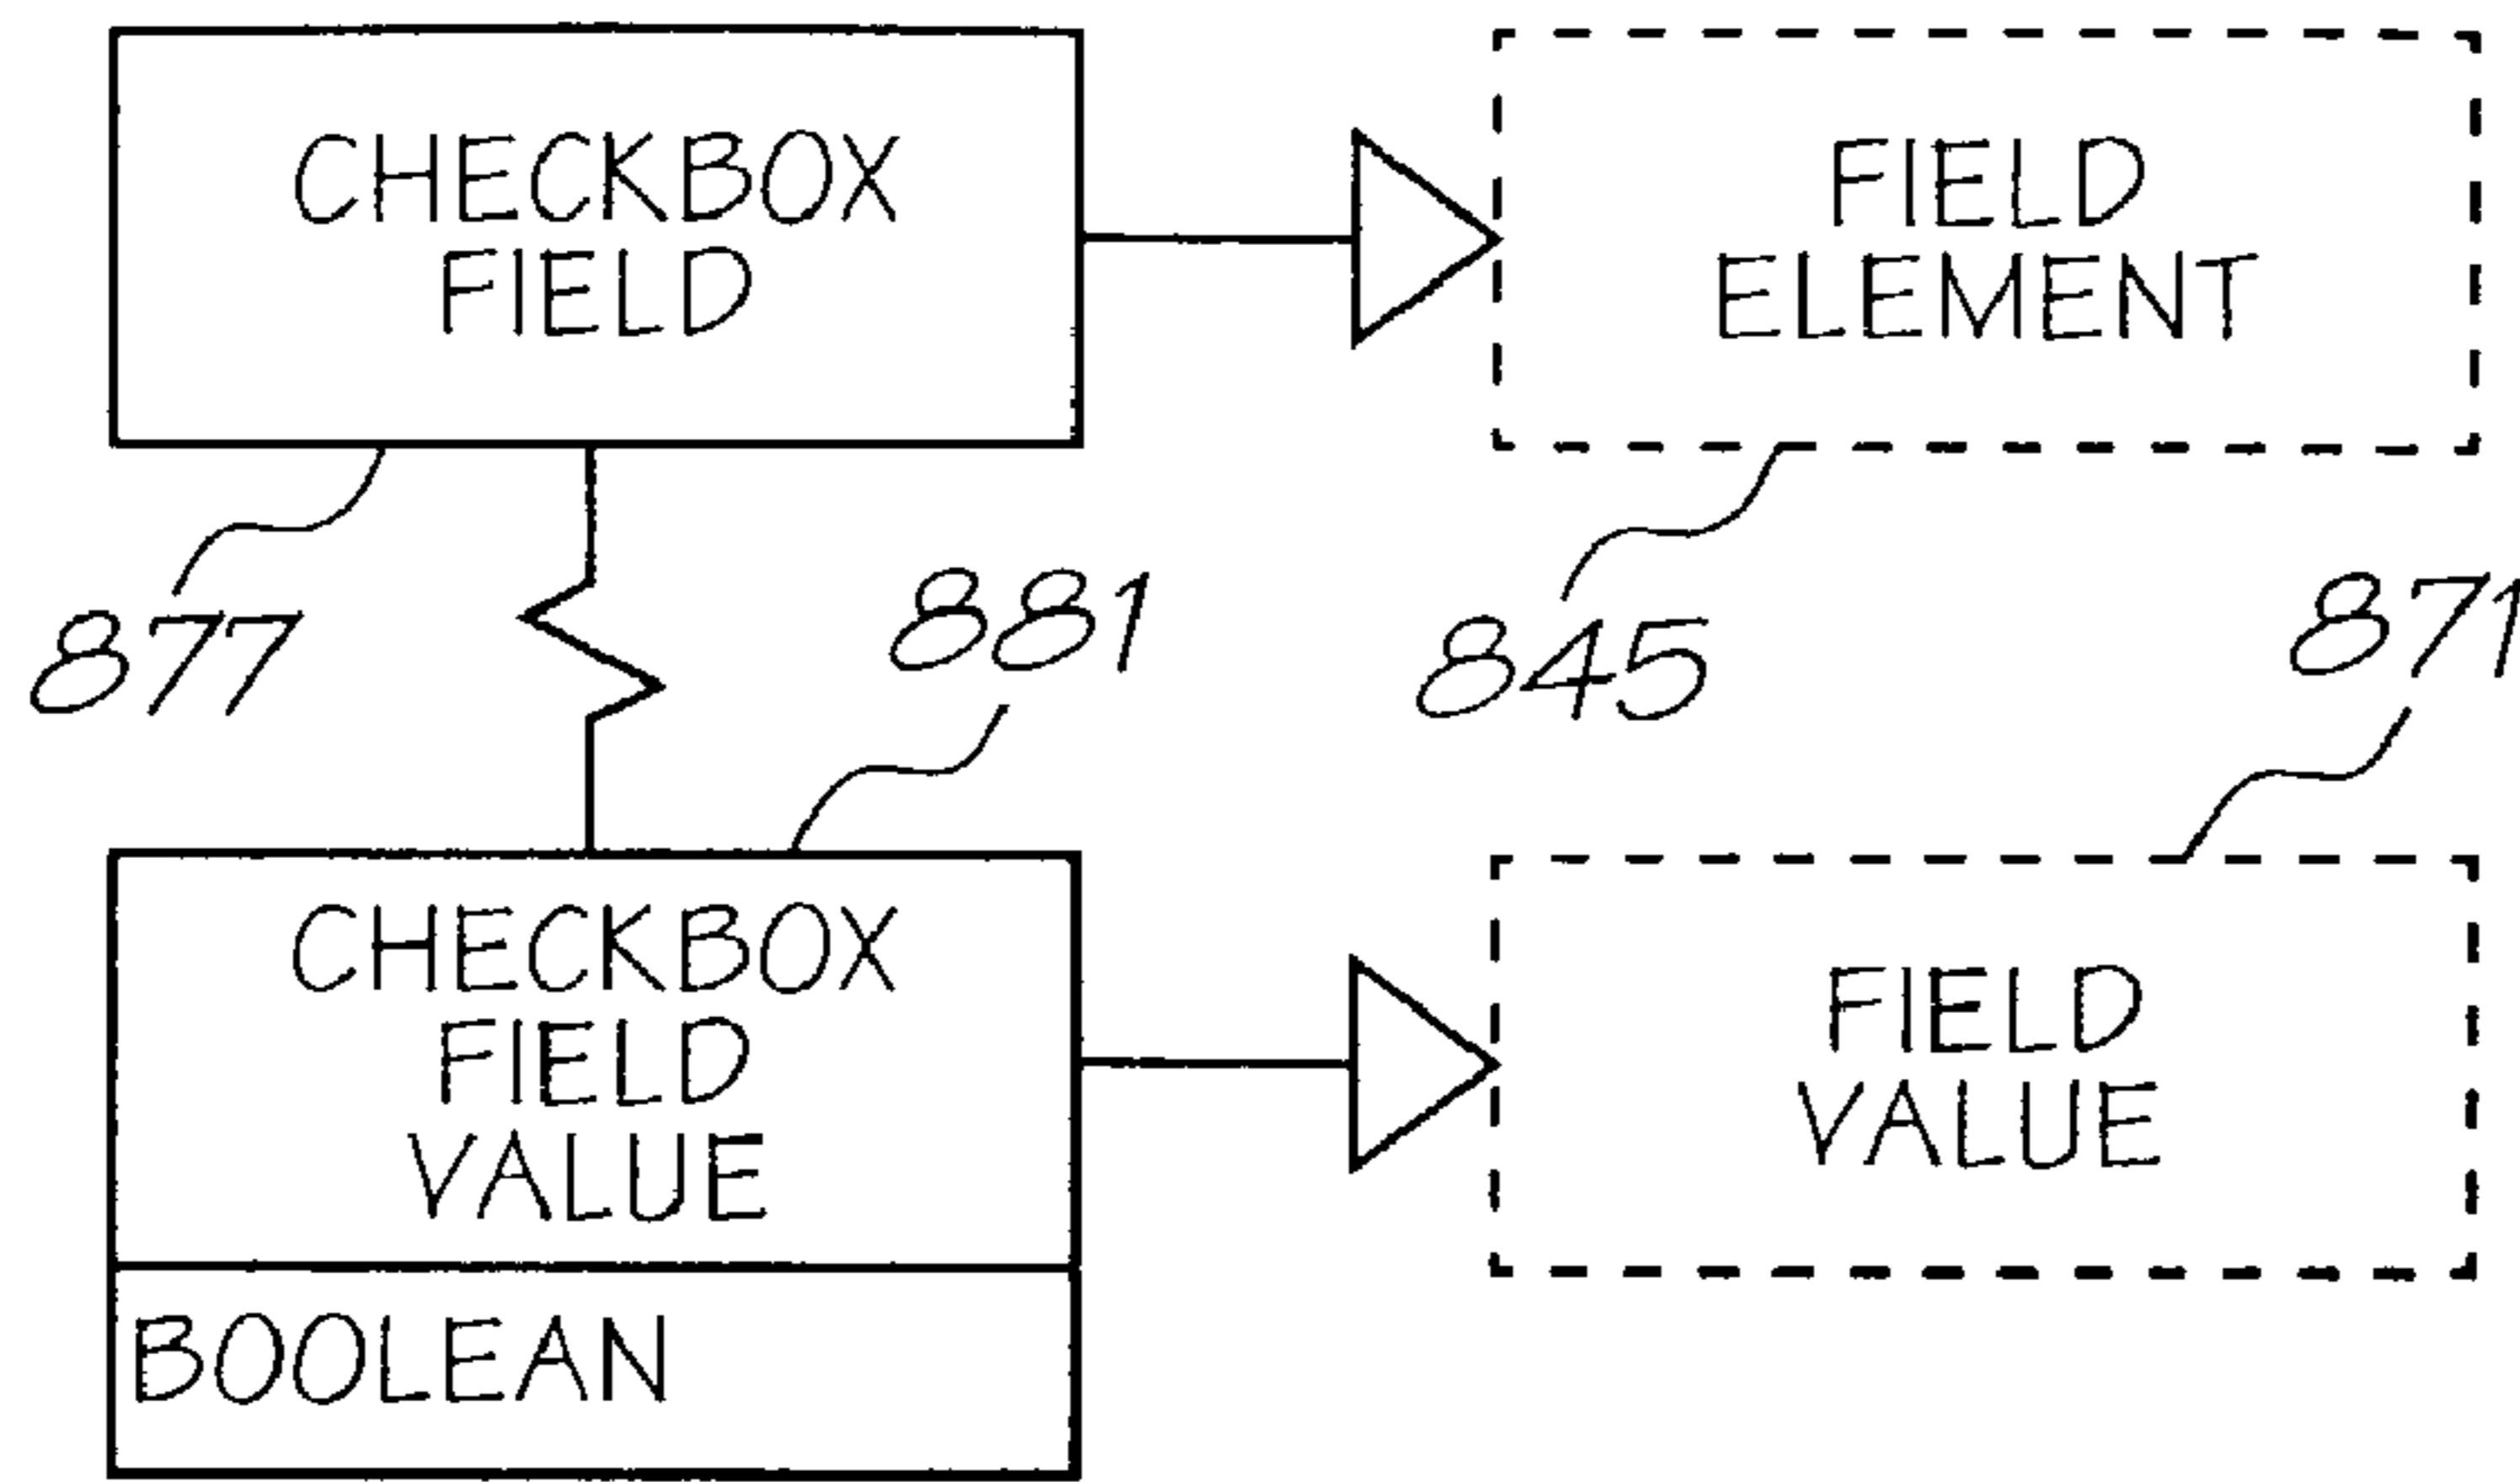 CHECKBOX
FIELD
FIELD
ELEMENT
877
881
845
871
CHECKBOX
FIELD
VALUE
FIELD
VALUE
BOOLEAN